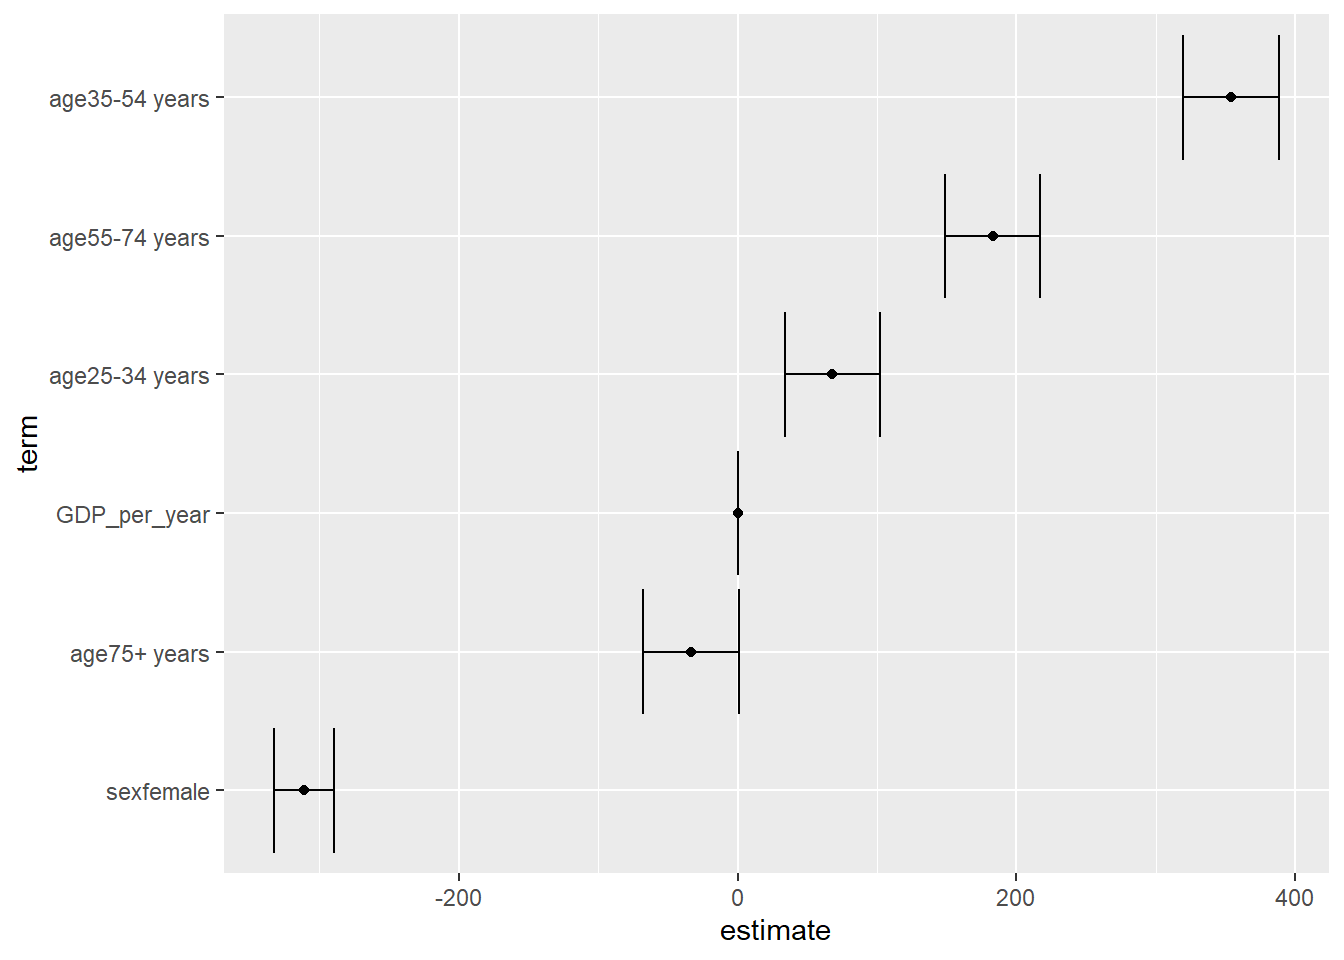 age35-54 years
age55-74 years
age25-34 years
term
GDP_per_year
age75+ years
sexfemale
-200 0 200 400
estimate